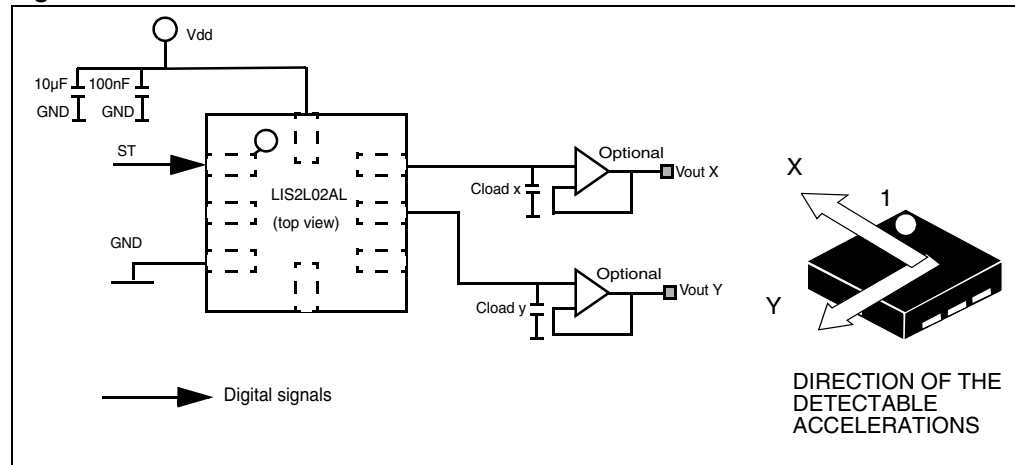 Vdd
10µF 100nF
GND GND
ST
LIS2L02AL
(top view)
GND
Optional
Cload x
Vout X
Optional
Cload y
Vout Y
Digital signals
X
1
Y
DIRECTION OF THE
DETECTABLE
ACCELERATIONS